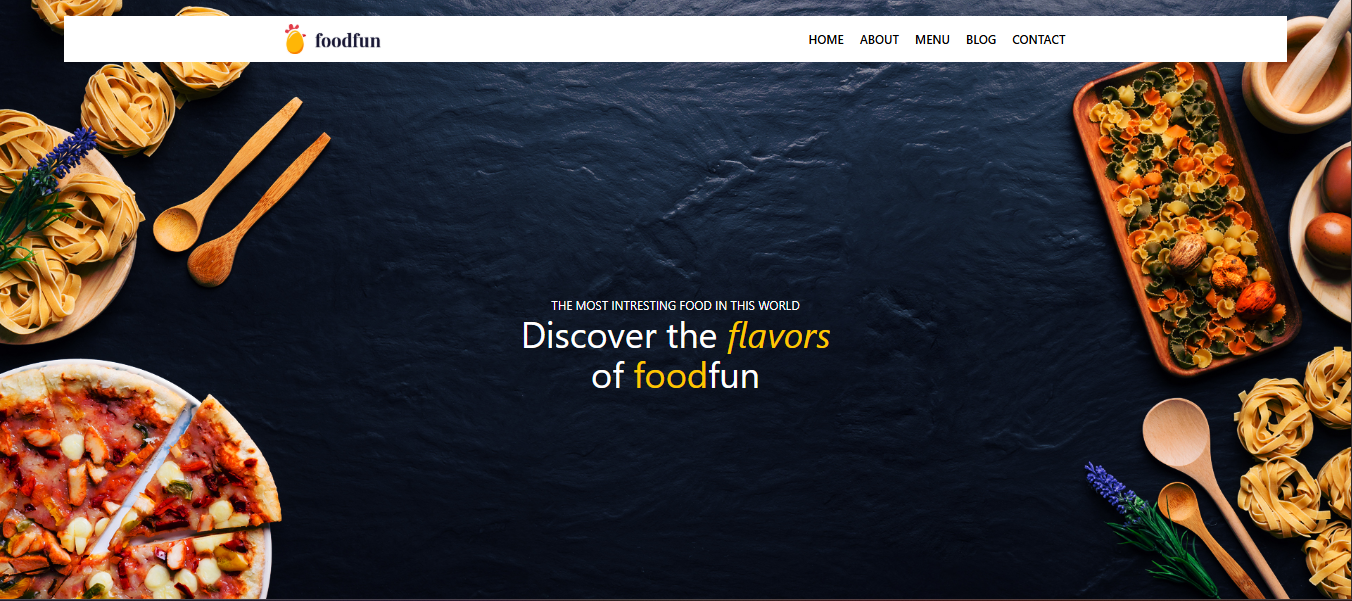 foodfun
HOME ABOUT MENU BLOG CONTACT
THE MOST INTRESTING FOOD IN THIS WORLD
Discover the flavors
of foodfun